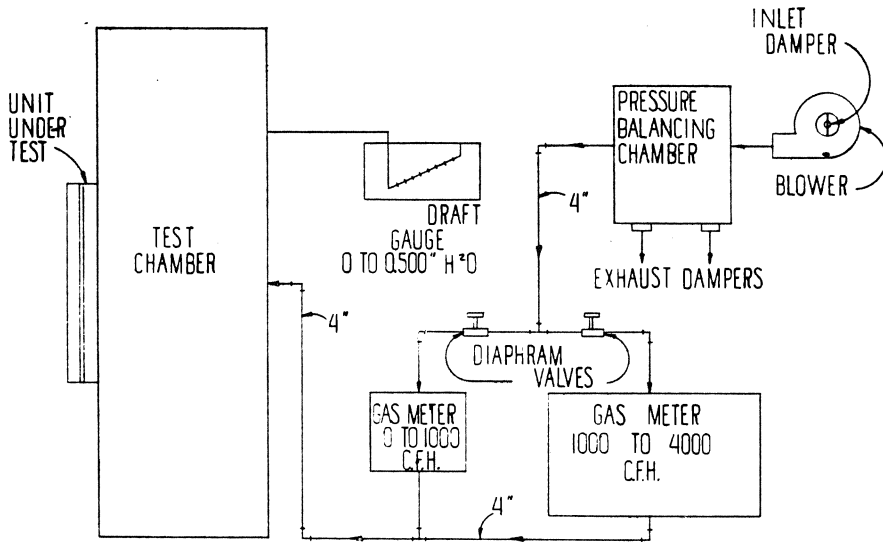 INLET
DAMPER
UNIT
UNDER
TEST
PRESSURE
BALANCING
CHAMBER
BLOWER
4"
DRAFT
GAUGE
0 TO 0.500" H²O
TEST
CHAMBER
EXHAUST DAMPERS
4"
DIAPHRAM
VALVES
GAS METER
0 TO 1000
C.F.H.
GAS METER
1000 TO 4000
C.F.H.
4"